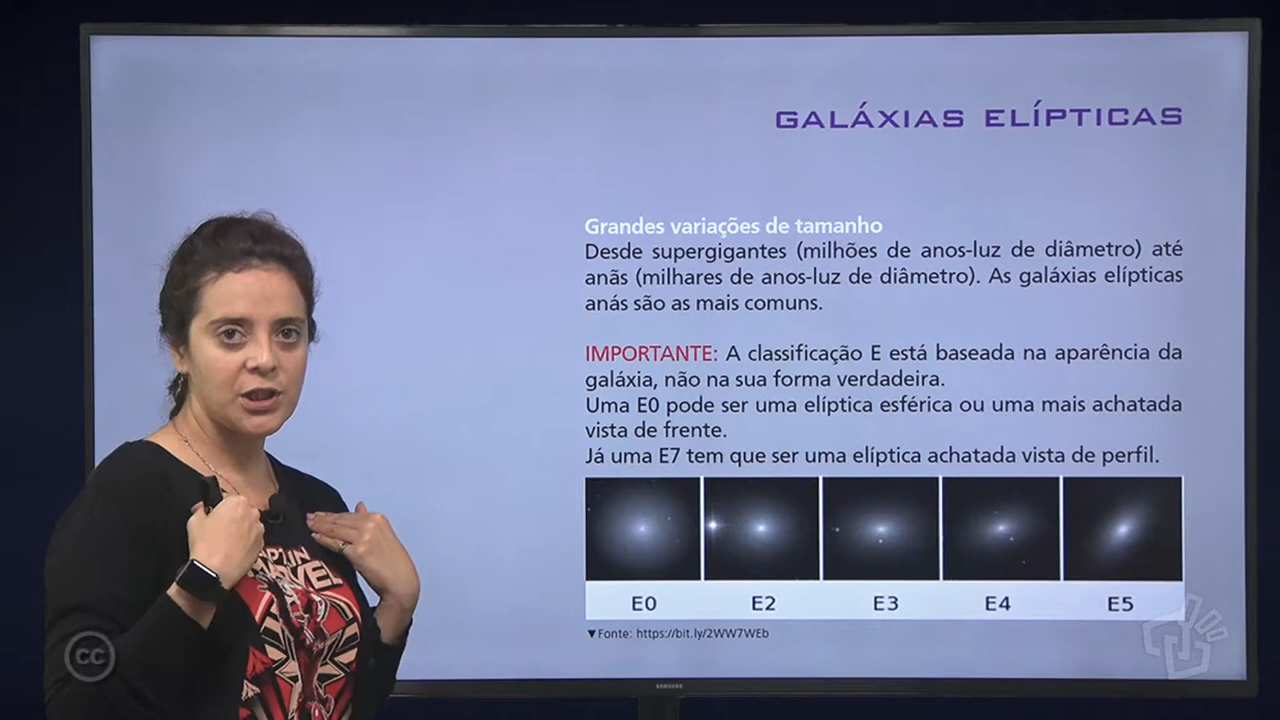 GALÁXIAS ELÍPTICAS
Grandes variações de tamanho
Desde supergigantes (milhões de anos-luz de diâmetro) até
anãs (milhares de anos-luz de diâmetro). As galáxias elípticas
anás são as mais comuns.
IMPORTANTE: A classificação E está baseada na aparência da
galáxia, não na sua forma verdadeira.
Uma E0 pode ser uma elíptica esférica ou uma mais achatada
vista de frente.
Já uma E7 tem que ser uma elíptica achatada vista de perfil.
E0 E2 E3 E4 E5
▼Fonte: https://bit.ly/2WW7WEb
MARVEL
cc
SAMSUNG